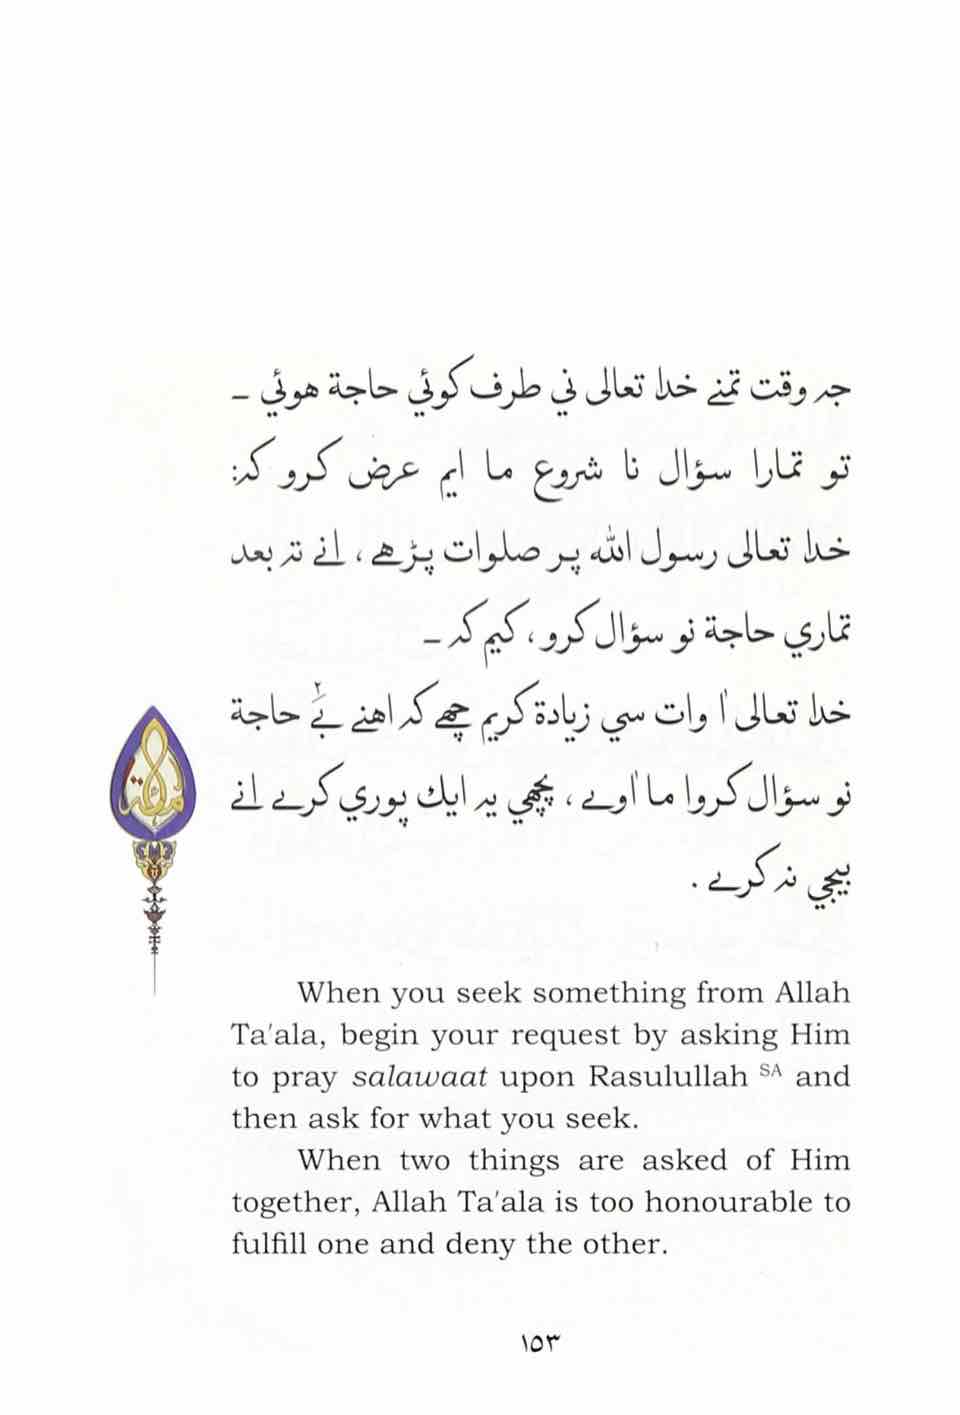 جہ وقت تمنے خدا تعالى ني طرف كوئي حاجة هوئي ـ
تو تمارا سؤال نا شروع ما ايم عرض كرو كہ:
خدا تعالى رسول الله پر صلوات پڑهے، انے تہ بعد
تماري حاجة نو سؤال كرو، كيم كہ ـ
خدا تعالى اٰ وات سي زيادة كريم چهے كہ اهنے بےَ۲ حاجة
نو سؤال كروا ما اٰوے، پچهي يہ ايك پوري كرے انے
بيجي نہ كرے.
When you seek something from Allah
Ta'ala, begin your request by asking Him
to pray salawaat upon Rasulullah SA and
then ask for what you seek.
When two things are asked of Him
together, Allah Ta'ala is too honourable to
fulfill one and deny the other.
١٥٣